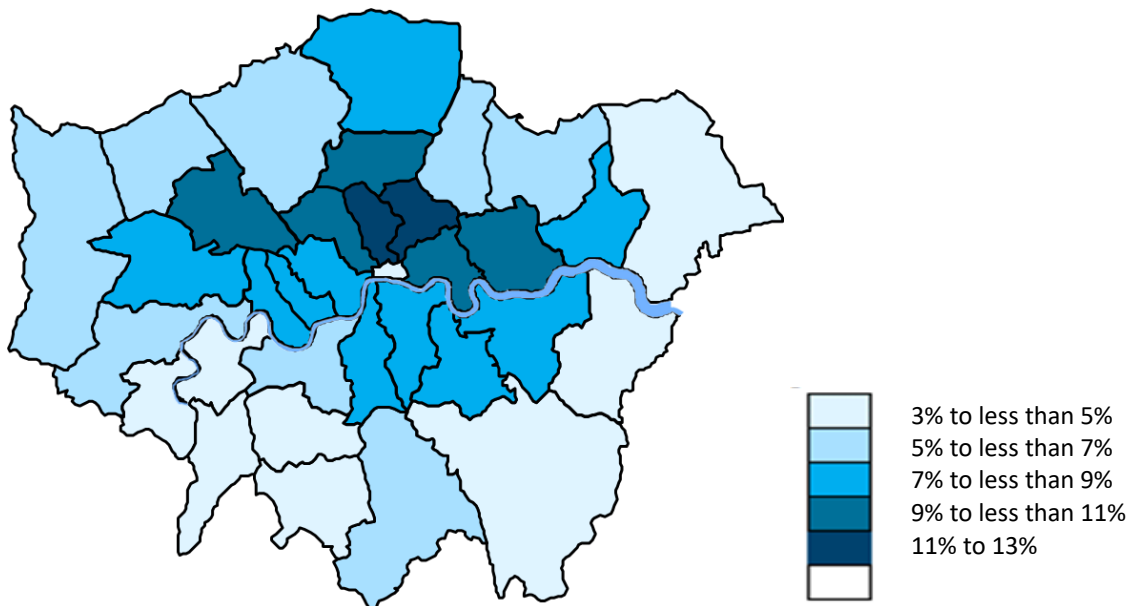 3% to less than 5%
5% to less than 7%
7% to less than 9%
9% to less than 11%
11% to 13%